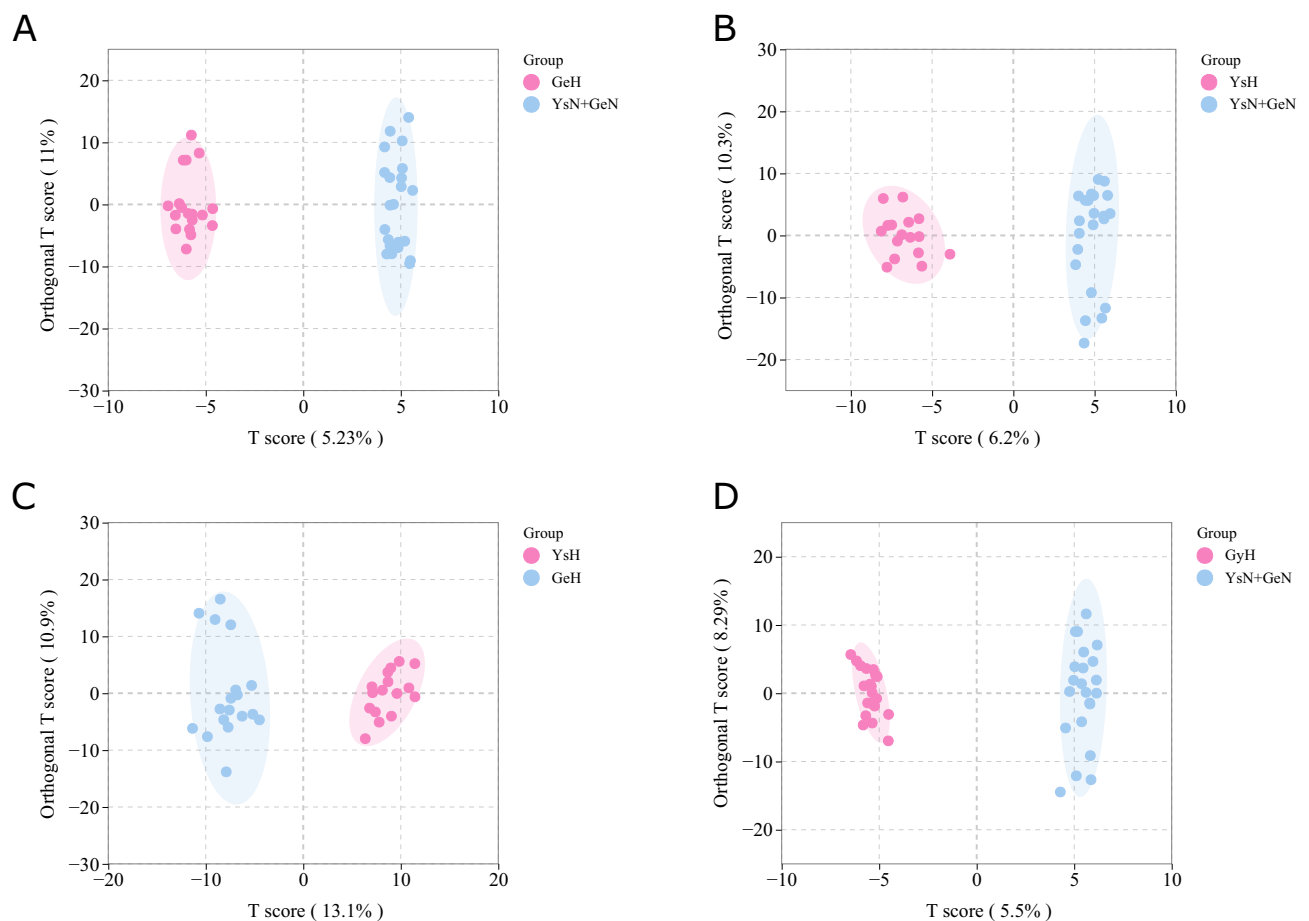 A
Orthogonal T score ( 11% )
20
10
0
−10
−20
−30
−10
−5
0
5
10
T score ( 5.23% )
Group
GeH
YsN+GeN
B
Orthogonal T score ( 10.3% )
30
20
10
0
−10
−20
−10
−5
0
5
10
T score ( 6.2% )
Group
YsH
YsN+GeN
C
Orthogonal T score ( 10.9% )
30
20
10
0
−10
−20
−30
−20
−10
0
10
20
T score ( 13.1% )
Group
YsH
GeH
D
Orthogonal T score ( 8.29% )
20
10
0
−10
−20
−10
−5
0
5
10
T score ( 5.5% )
Group
GyH
YsN+GeN